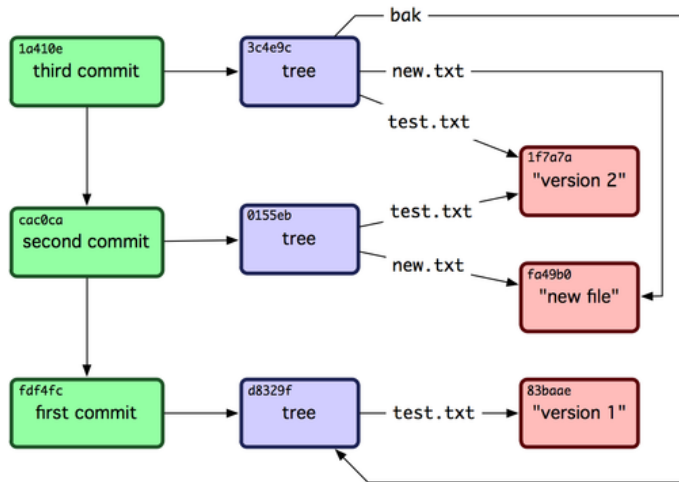 bak
1a410e
third commit
3c4e9c
tree
new.txt
test.txt
1f7a7a
"version 2"
cac0ca
second commit
0155eb
tree
test.txt
new.txt
fa49b0
"new file"
fdf4fc
first commit
d8329f
tree
test.txt
83baae
"version 1"